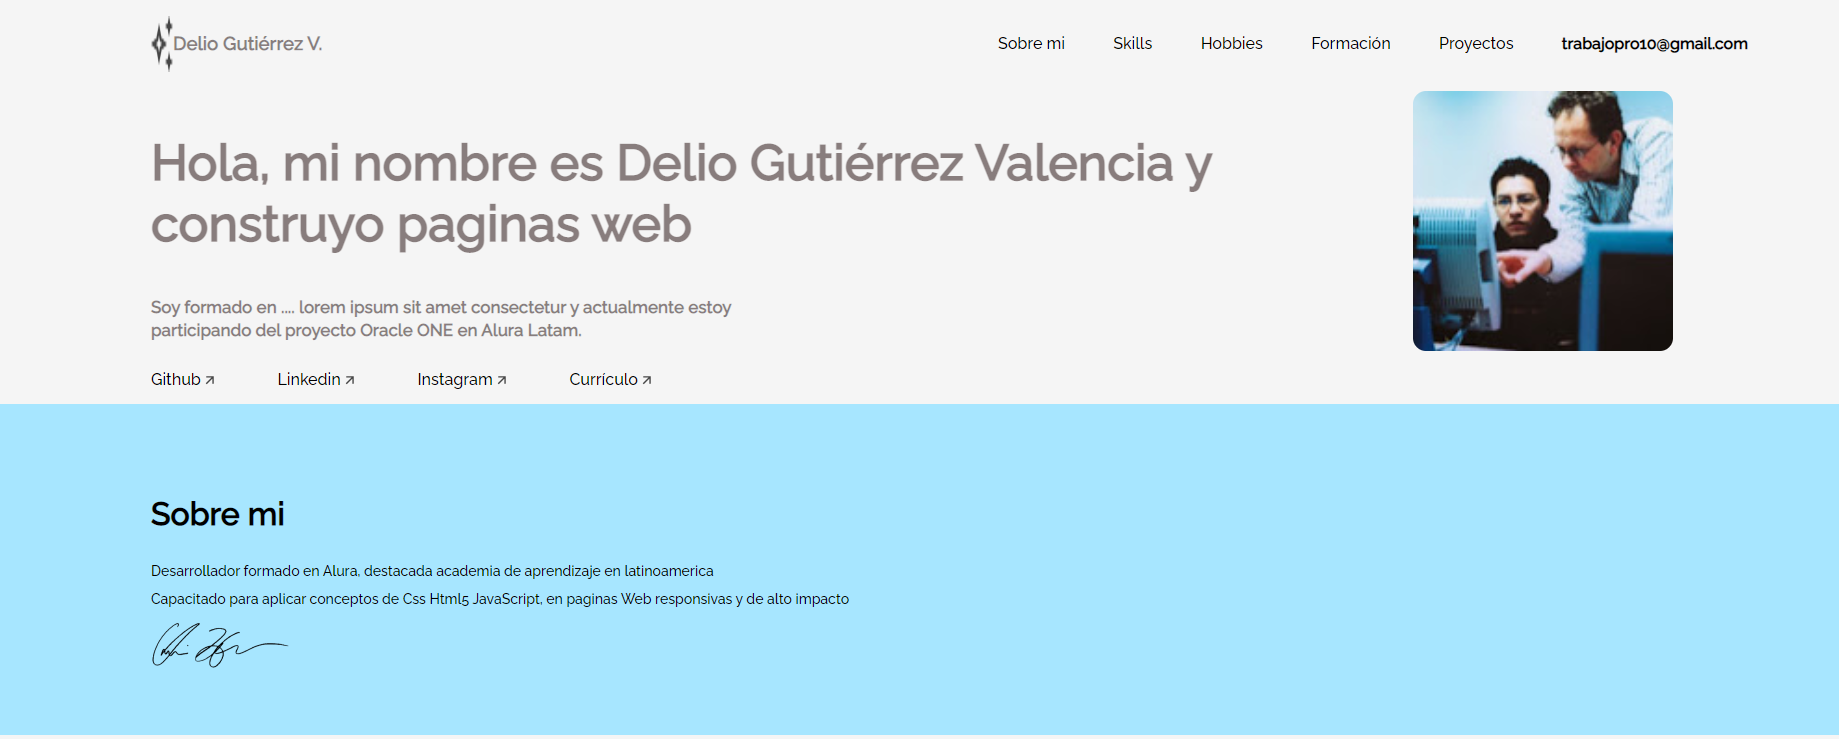 Delio Gutiérrez V.
Sobre mi
Skills
Hobbies
Formación
Proyectos
trabajopro10@gmail.com
Hola, mi nombre es Delio Gutiérrez Valencia y
construyo paginas web
Soy formado en .... lorem ipsum sit amet consectetur y actualmente estoy
participando del proyecto Oracle ONE en Alura Latam.
Github
Linkedin
Instagram
Currículo
Sobre mi
Desarrollador formado en Alura, destacada academia de aprendizaje en latinoamerica
Capacitado para aplicar conceptos de Css Html5 JavaScript, en paginas Web responsivas y de alto impacto